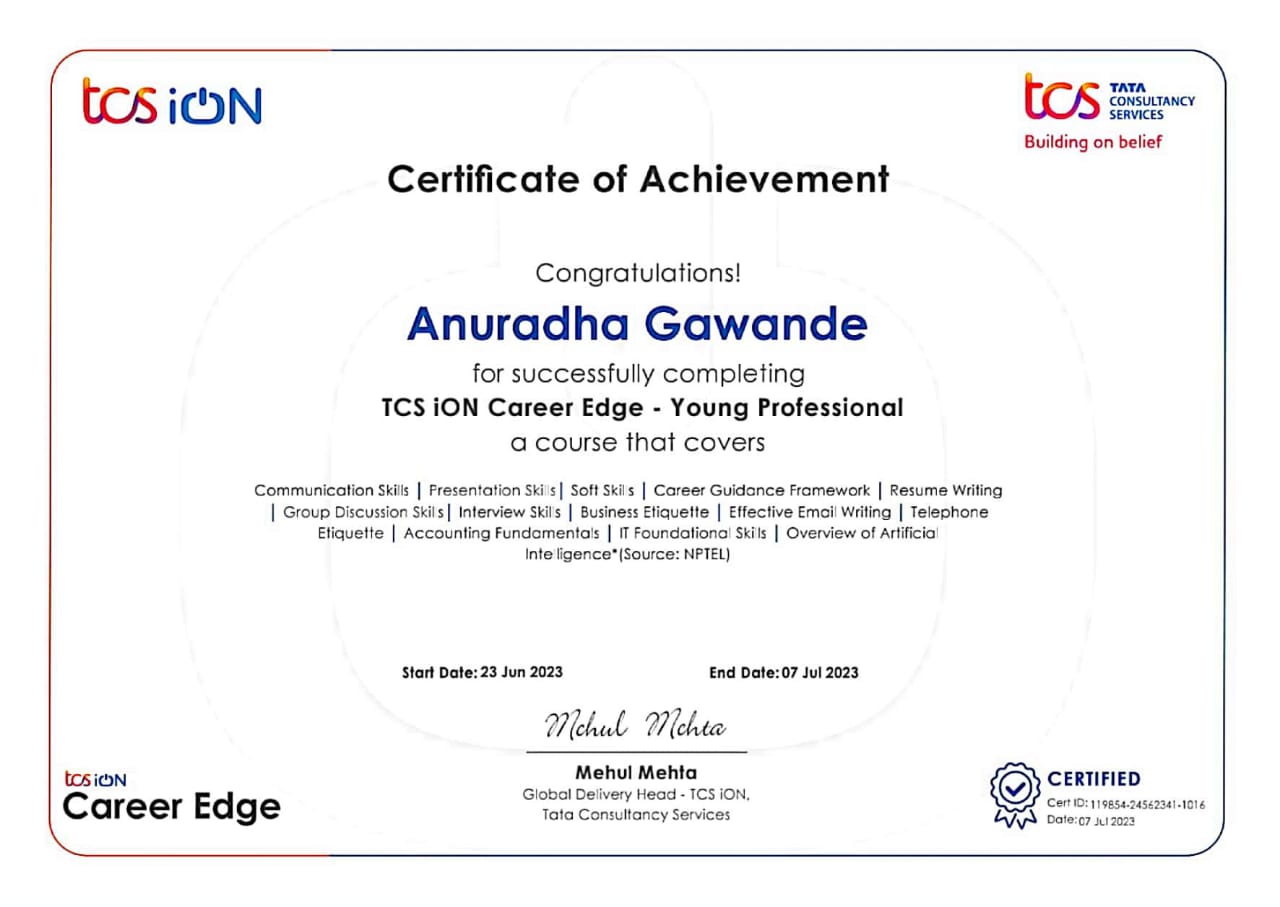 tcs iON
tcs TATA
CONSULTANCY
SERVICES
Building on belief
Certificate of Achievement
Congratulations!
Anuradha Gawande
for successfully completing
TCS iON Career Edge - Young Professional
a course that covers
Communication Skills | Presentation Skills | Soft Skills | Career Guidance Framework | Resume Writing
| Group Discussion Skills | Interview Skills | Business Etiquette | Effective Email Writing | Telephone
Etiquette | Accounting Fundamentals | IT Foundational Skills | Overview of Artificial
Intelligence*(Source: NPTEL)
Start Date: 23 Jun 2023 End Date: 07 Jul 2023
Mehul Mehta
Mehul Mehta
Global Delivery Head - TCS iON,
Tata Consultancy Services
tcs iON
Career Edge
CERTIFIED
Cert ID: 119854-24562341-1016
Date: 07 Jul 2023